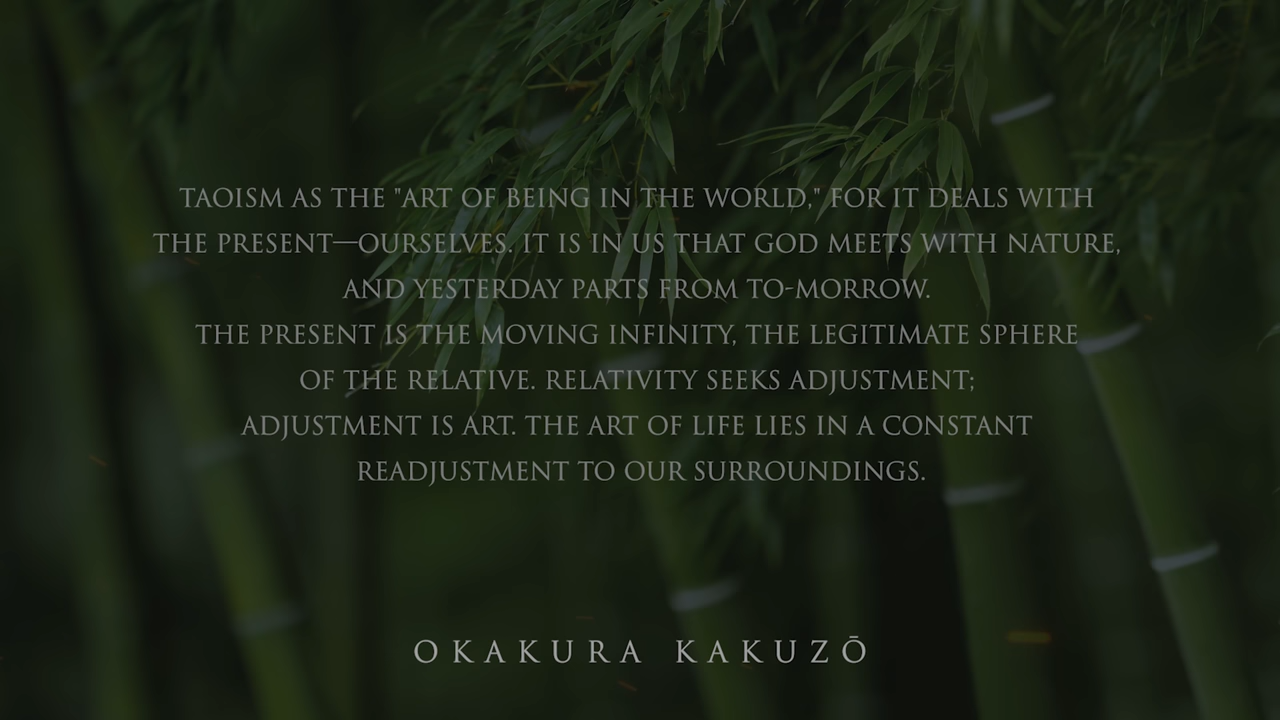 TAOISM AS THE "ART OF BEING IN THE WORLD," FOR IT DEALS WITH
THE PRESENT—OURSELVES. IT IS IN US THAT GOD MEETS WITH NATURE,
AND YESTERDAY PARTS FROM TO-MORROW.
THE PRESENT IS THE MOVING INFINITY, THE LEGITIMATE SPHERE
OF THE RELATIVE. RELATIVITY SEEKS ADJUSTMENT;
ADJUSTMENT IS ART. THE ART OF LIFE LIES IN A CONSTANT
READJUSTMENT TO OUR SURROUNDINGS.
OKAKURA KAKUZŌ